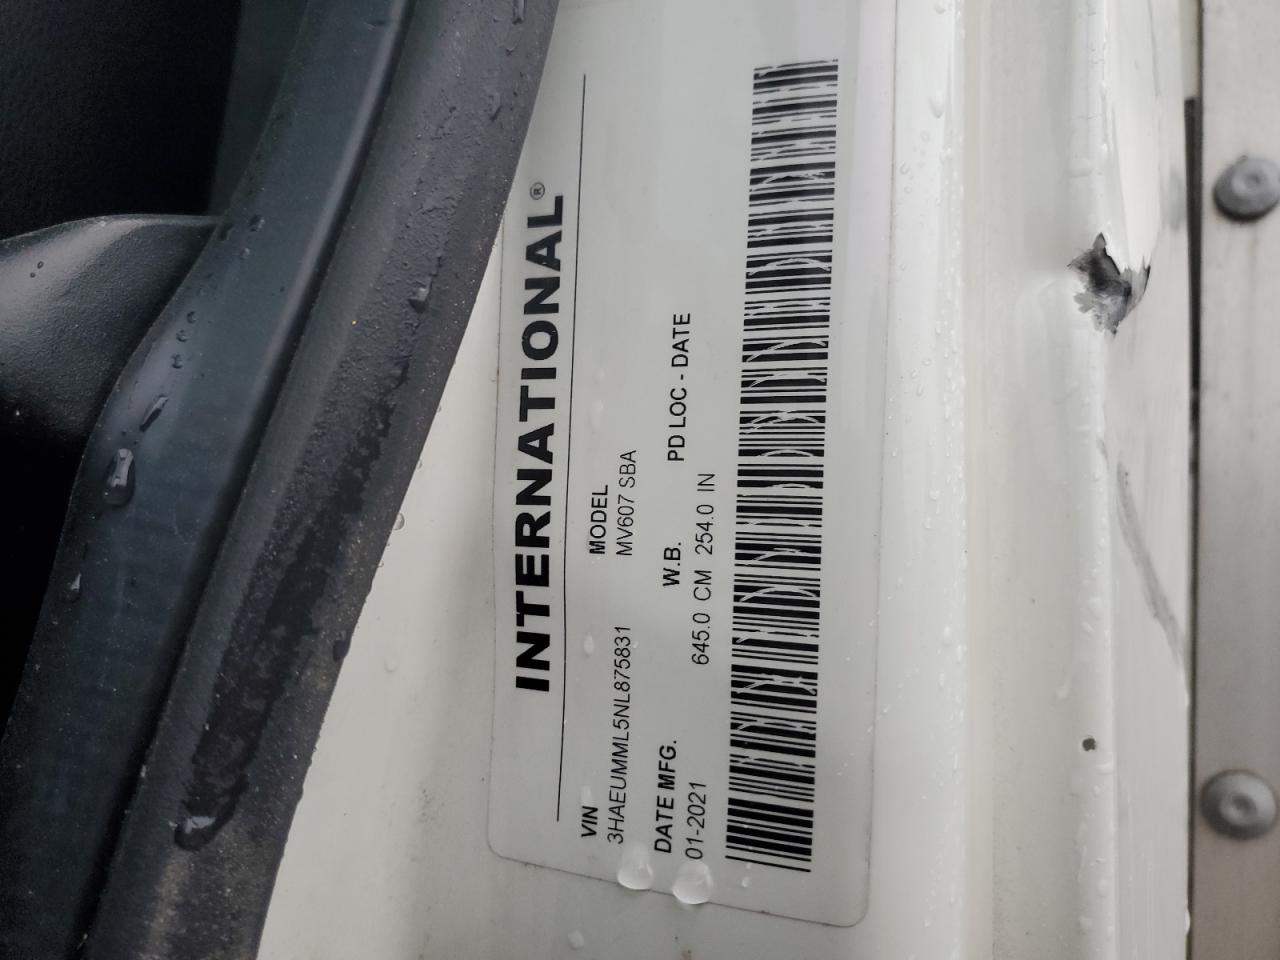 INTERNATIONAL®
VIN MODEL
3HAEUMML5NL875831 MV607 SBA
DATE MFG. W.B. PD LOC - DATE
01-2021 645.0 CM 254.0 IN